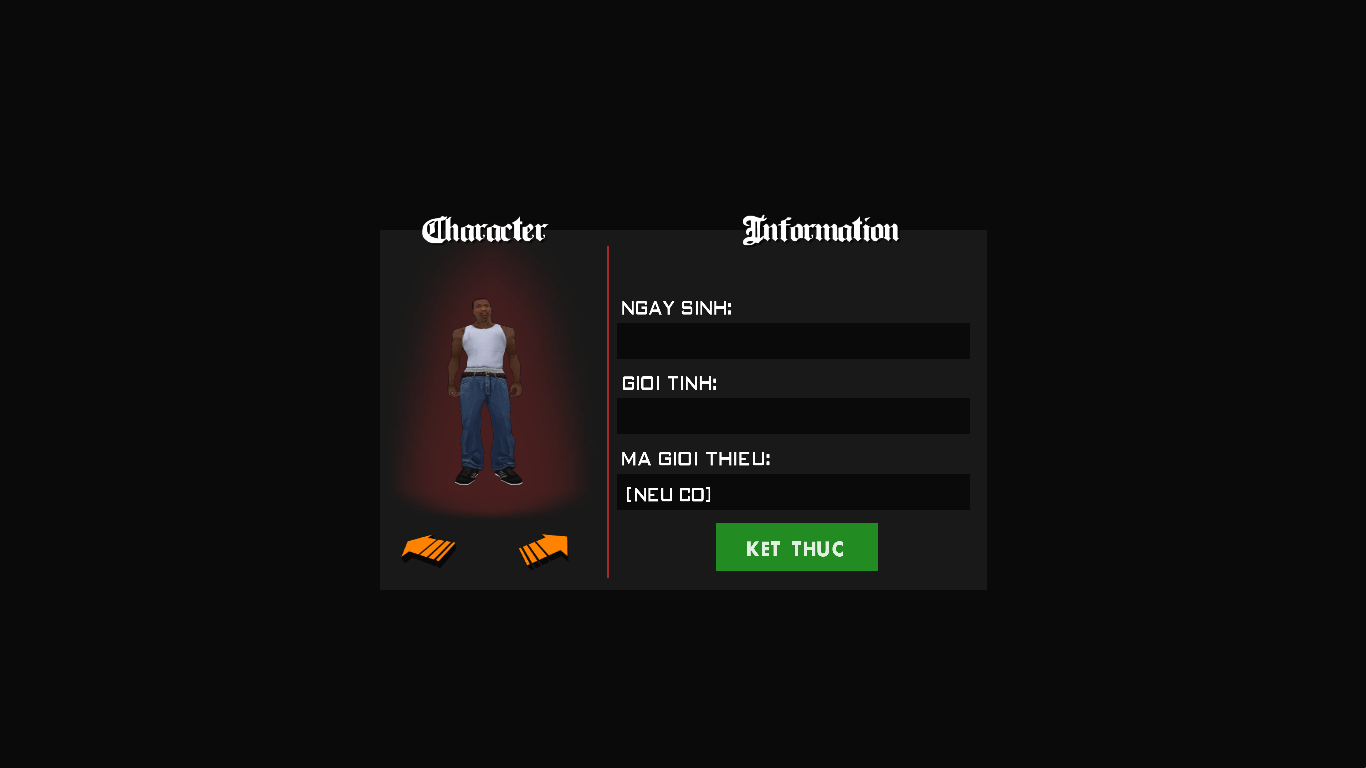 Character
Information
NGAY SINH:
GIOI TINH:
MA GIOI THIEU:
[NEU CO]
KET THUC